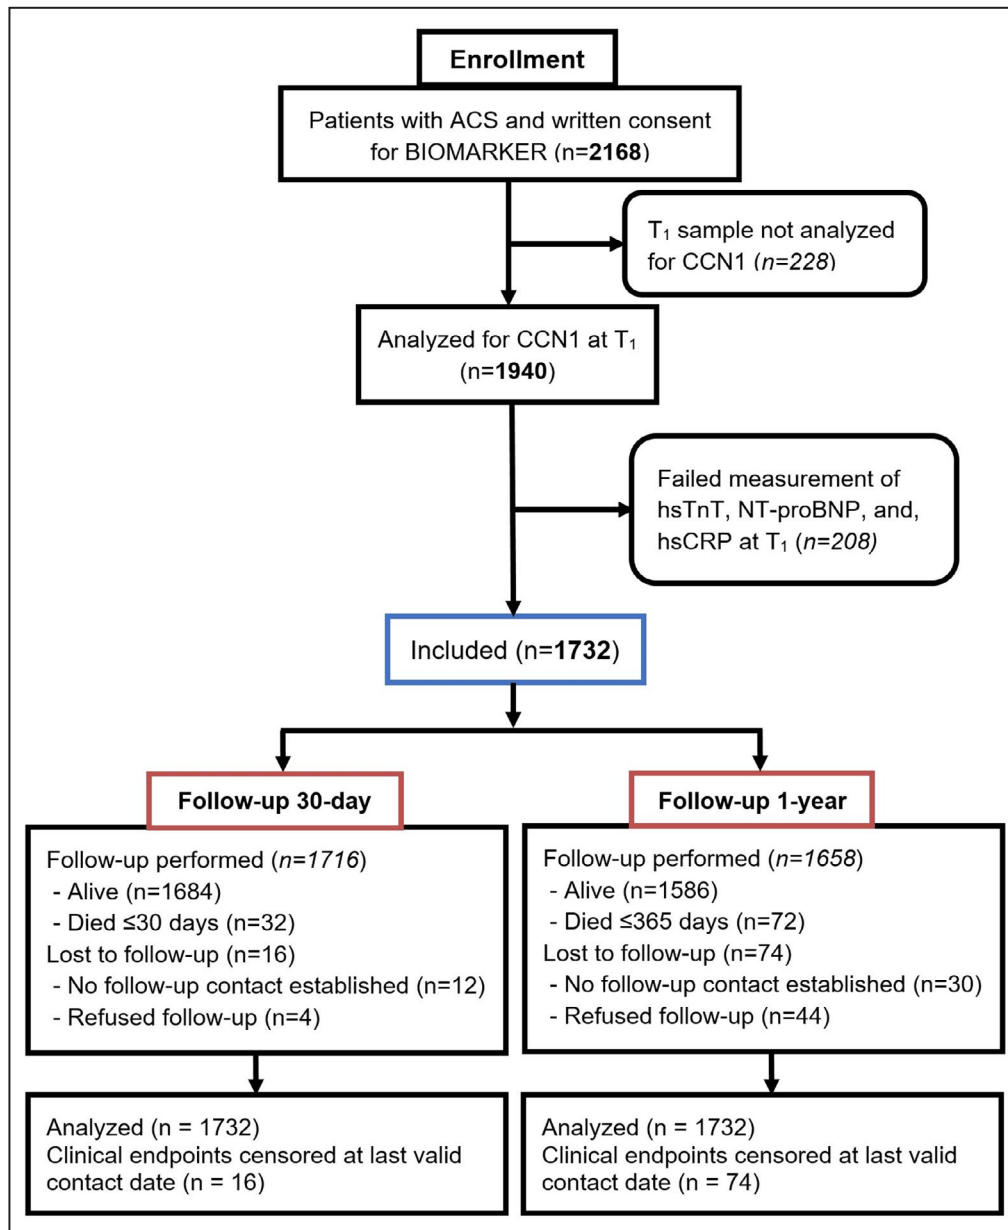 Enrollment
Patients with ACS and written consent
for BIOMARKER (n=2168)
T₁ sample not analyzed
for CCN1 (n=228)
Analyzed for CCN1 at T₁
(n=1940)
Failed measurement of
hsTnT, NT-proBNP, and,
hsCRP at T₁ (n=208)
Included (n=1732)
Follow-up 30-day
Follow-up performed (n=1716)
- Alive (n=1684)
- Died ≤30 days (n=32)
Lost to follow-up (n=16)
- No follow-up contact established (n=12)
- Refused follow-up (n=4)
Analyzed (n = 1732)
Clinical endpoints censored at last valid
contact date (n = 16)
Follow-up 1-year
Follow-up performed (n=1658)
- Alive (n=1586)
- Died ≤365 days (n=72)
Lost to follow-up (n=74)
- No follow-up contact established (n=30)
- Refused follow-up (n=44)
Analyzed (n = 1732)
Clinical endpoints censored at last valid
contact date (n = 74)